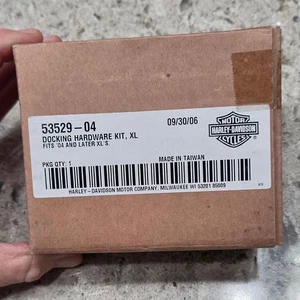 53529-04
09/30/06
DOCKING HARDWARE KIT, XL
FITS '04 AND LATER XL'S.
MOTOR
HARLEY-DAVIDSON
CYCLES
PKG QTY: 1
MADE IN TAIWAN
HARLEY-DAVIDSON MOTOR COMPANY, MILWAUKEE WI 53201 85009